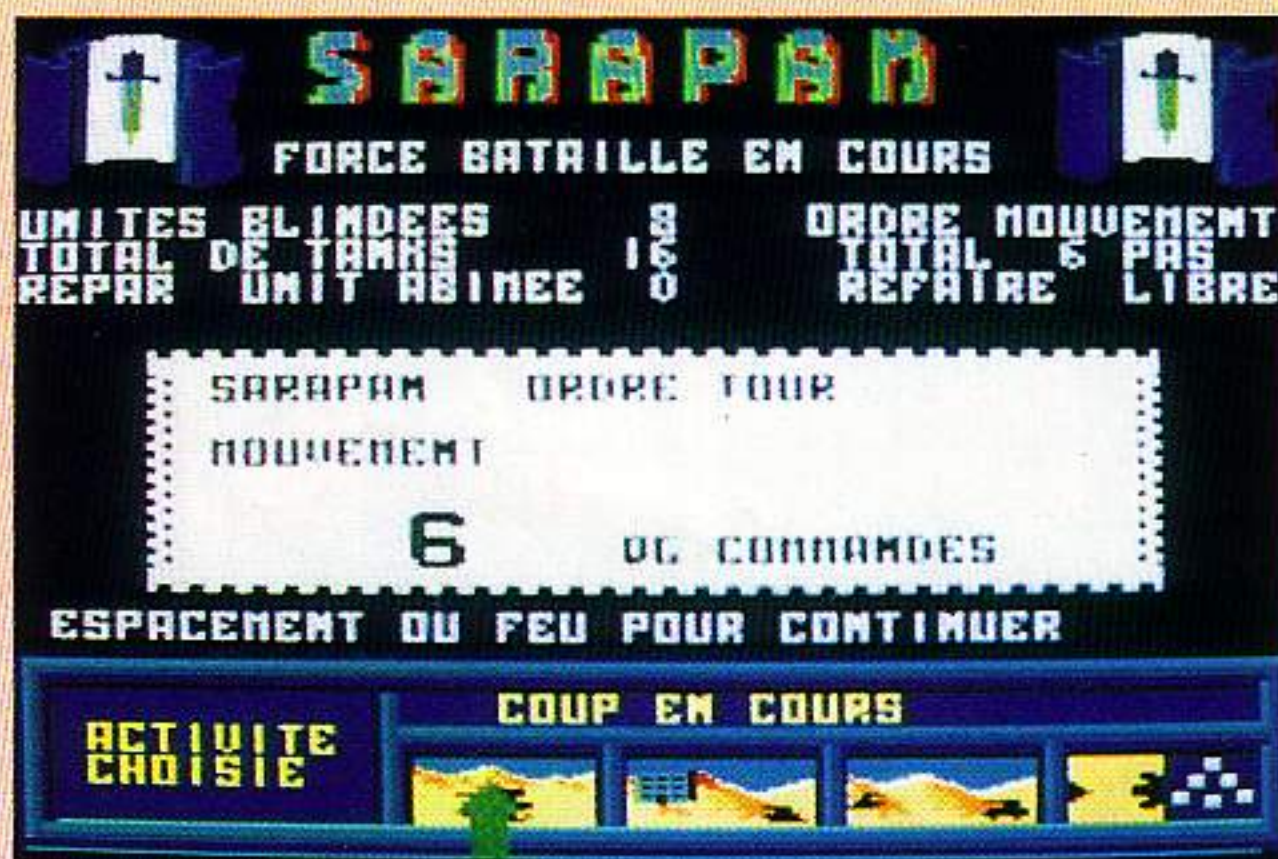 SARAPAN
FORCE BATAILLE EN COURS
UNITES BLINDEES 8 ORDRE MOUVEMENT
TOTAL DE TANKS 16 TOTAL 6 PAS
REPAR UNIT ABIMEE 0 REFAIRE LIBRE
SARAPAN ORDRE TOUR
MOUVEMENT
6 DE COMMANDES
ESPACEMENT OU FEU POUR CONTINUER
COUP EN COURS
ACTIVITE
CHOISIE